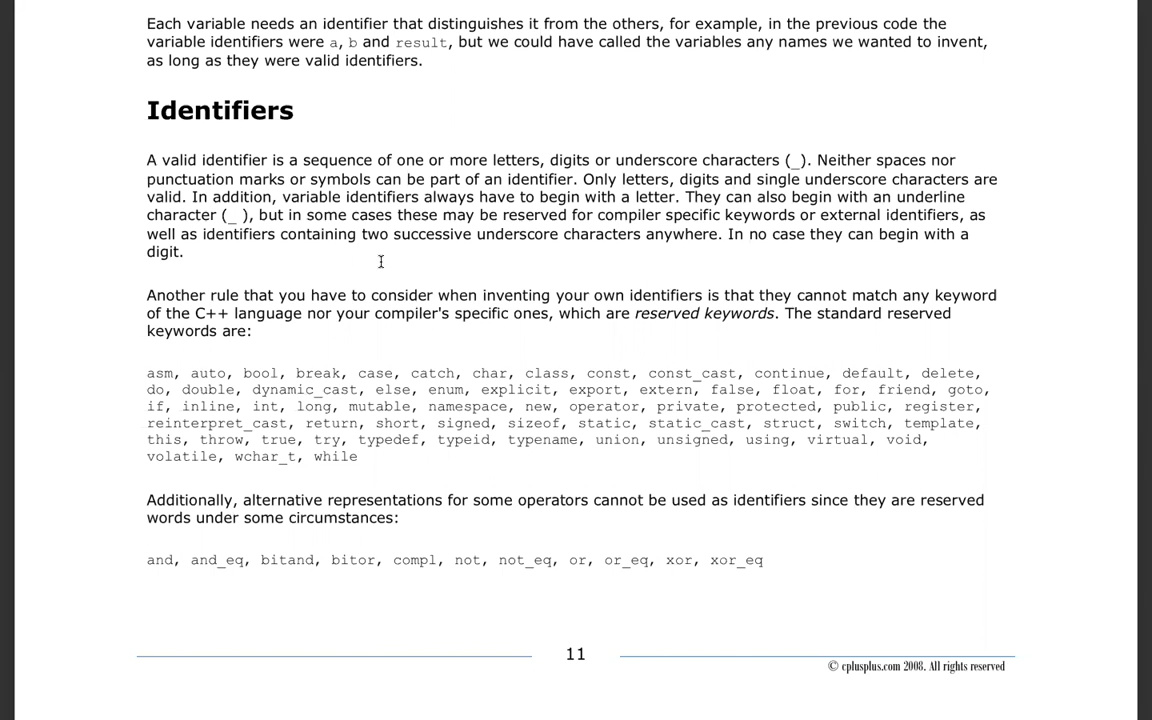 Each variable needs an identifier that distinguishes it from the others, for example, in the previous code the
variable identifiers were a, b and result, but we could have called the variables any names we wanted to invent,
as long as they were valid identifiers.
Identifiers
A valid identifier is a sequence of one or more letters, digits or underscore characters (_). Neither spaces nor
punctuation marks or symbols can be part of an identifier. Only letters, digits and single underscore characters are
valid. In addition, variable identifiers always have to begin with a letter. They can also begin with an underline
character (_ ), but in some cases these may be reserved for compiler specific keywords or external identifiers, as
well as identifiers containing two successive underscore characters anywhere. In no case they can begin with a
digit.
Another rule that you have to consider when inventing your own identifiers is that they cannot match any keyword
of the C++ language nor your compiler's specific ones, which are reserved keywords. The standard reserved
keywords are:
asm, auto, bool, break, case, catch, char, class, const, const_cast, continue, default, delete,
do, double, dynamic_cast, else, enum, explicit, export, extern, false, float, for, friend, goto,
if, inline, int, long, mutable, namespace, new, operator, private, protected, public, register,
reinterpret_cast, return, short, signed, sizeof, static, static_cast, struct, switch, template,
this, throw, true, try, typedef, typeid, typename, union, unsigned, using, virtual, void,
volatile, wchar_t, while
Additionally, alternative representations for some operators cannot be used as identifiers since they are reserved
words under some circumstances:
and, and_eq, bitand, bitor, compl, not, not_eq, or, or_eq, xor, xor_eq
11
© cplusplus.com 2008. All rights reserved